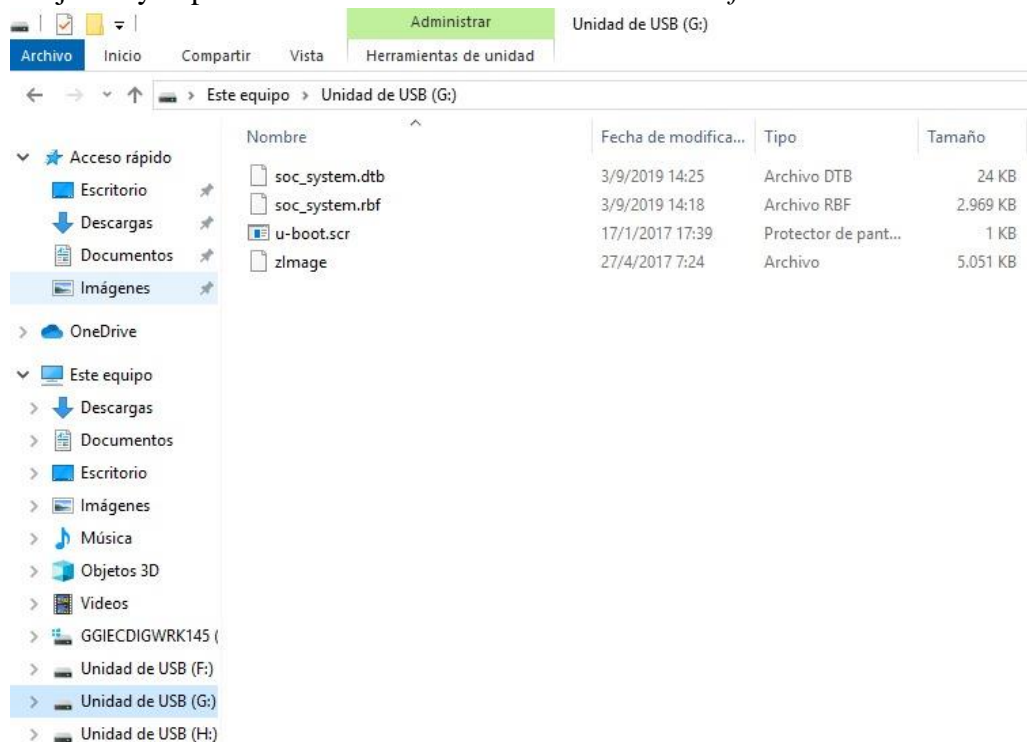 Administrar
Unidad de USB (G:)
Archivo Inicio Compartir Vista Herramientas de unidad
Este equipo > Unidad de USB (G:)
Nombre Fecha de modifica... Tipo Tamaño
soc_system.dtb 3/9/2019 14:25 Archivo DTB 24 KB
soc_system.rbf 3/9/2019 14:18 Archivo RBF 2.969 KB
u-boot.scr 17/1/2017 17:39 Protector de pant... 1 KB
zImage 27/4/2017 7:24 Archivo 5.051 KB
Acceso rápido
Escritorio
Descargas
Documentos
Imágenes
OneDrive
Este equipo
Descargas
Documentos
Escritorio
Imágenes
Música
Objetos 3D
Videos
GGIECDIGWRK145 (
Unidad de USB (F:)
Unidad de USB (G:)
Unidad de USB (H:)